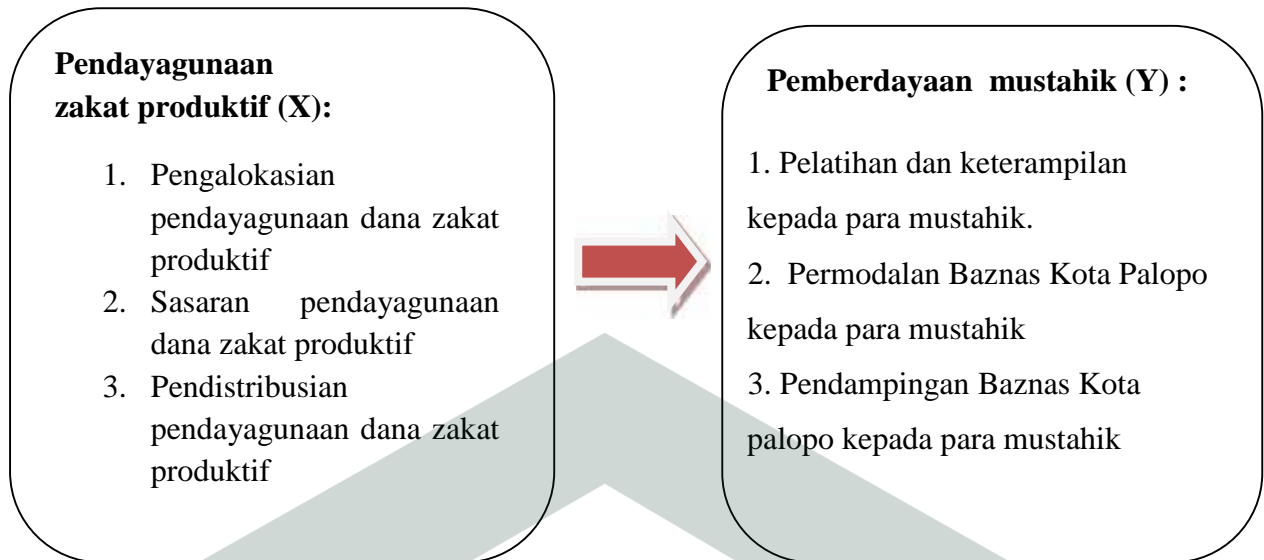 Pendayagunaan
zakat produktif (X):
1. Pengalokasian
pendayagunaan dana zakat
produktif
2. Sasaran pendayagunaan
dana zakat produktif
3. Pendistribusian
pendayagunaan dana zakat
produktif
Pemberdayaan mustahik (Y) :
1. Pelatihan dan keterampilan
kepada para mustahik.
2. Permodalan Baznas Kota Palopo
kepada para mustahik
3. Pendampingan Baznas Kota
palopo kepada para mustahik